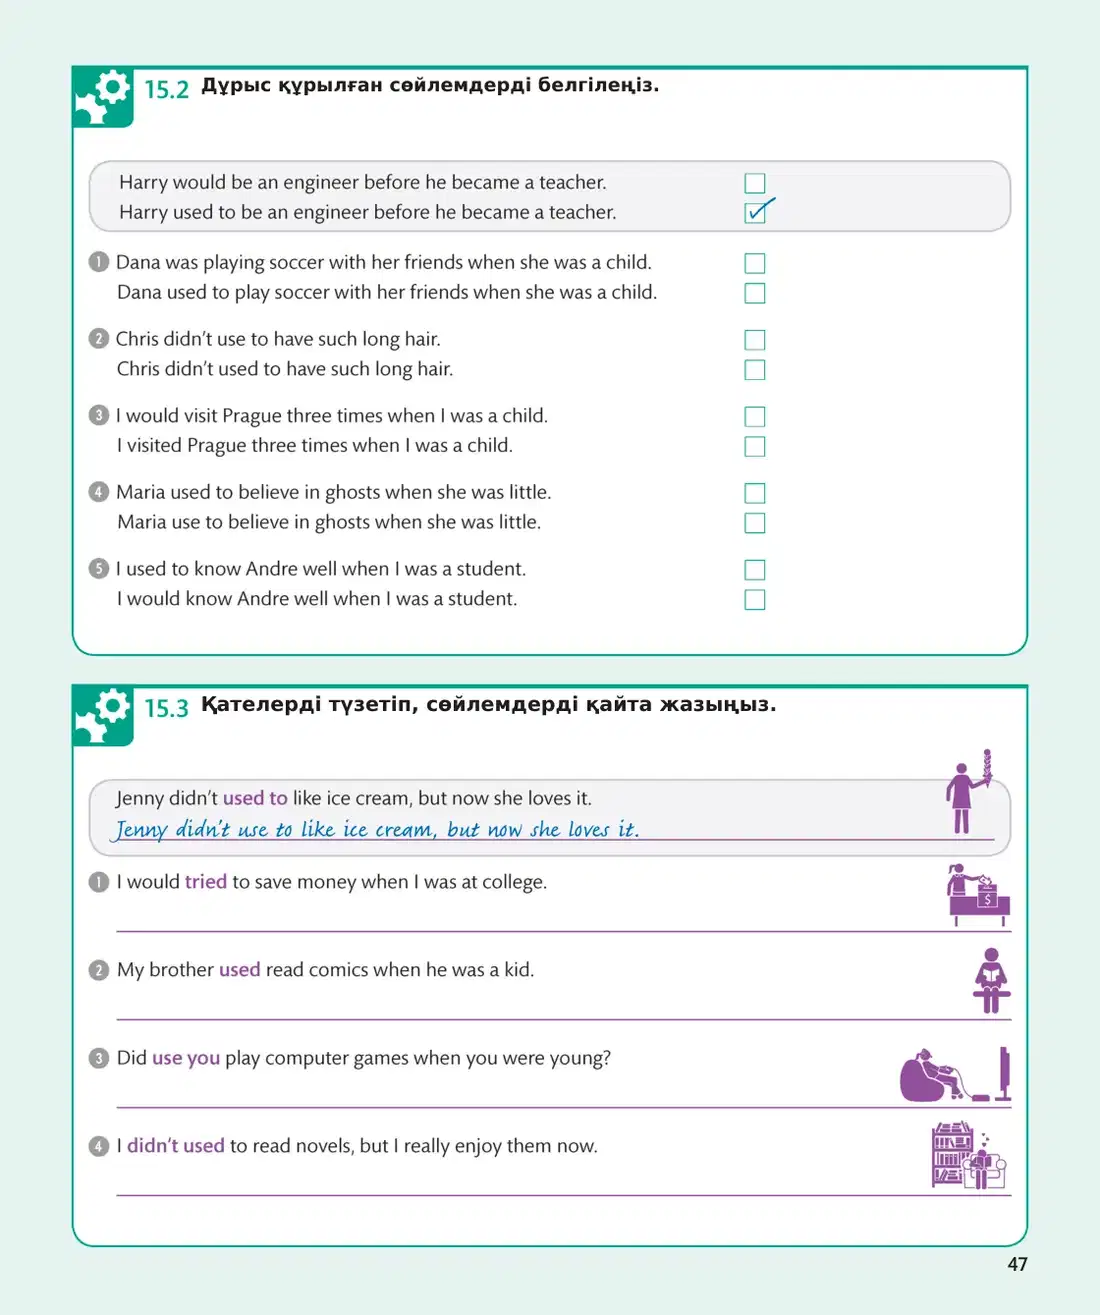 15.2 Дұрыс құрылған сөйлемдерді белгілеңіз.
Harry would be an engineer before he became a teacher.
Harry used to be an engineer before he became a teacher.
1 Dana was playing soccer with her friends when she was a child.
Dana used to play soccer with her friends when she was a child.
2 Chris didn’t use to have such long hair.
Chris didn’t used to have such long hair.
3 I would visit Prague three times when I was a child.
I visited Prague three times when I was a child.
4 Maria used to believe in ghosts when she was little.
Maria use to believe in ghosts when she was little.
5 I used to know Andre well when I was a student.
I would know Andre well when I was a student.
15.3 Қателерді түзетіп, сөйлемдерді қайта жазыңыз.
Jenny didn’t used to like ice cream, but now she loves it.
Jenny didn’t use to like ice cream, but now she loves it.
1 I would tried to save money when I was at college.
$
2 My brother used read comics when he was a kid.
3 Did use you play computer games when you were young?
4 I didn’t used to read novels, but I really enjoy them now.
47